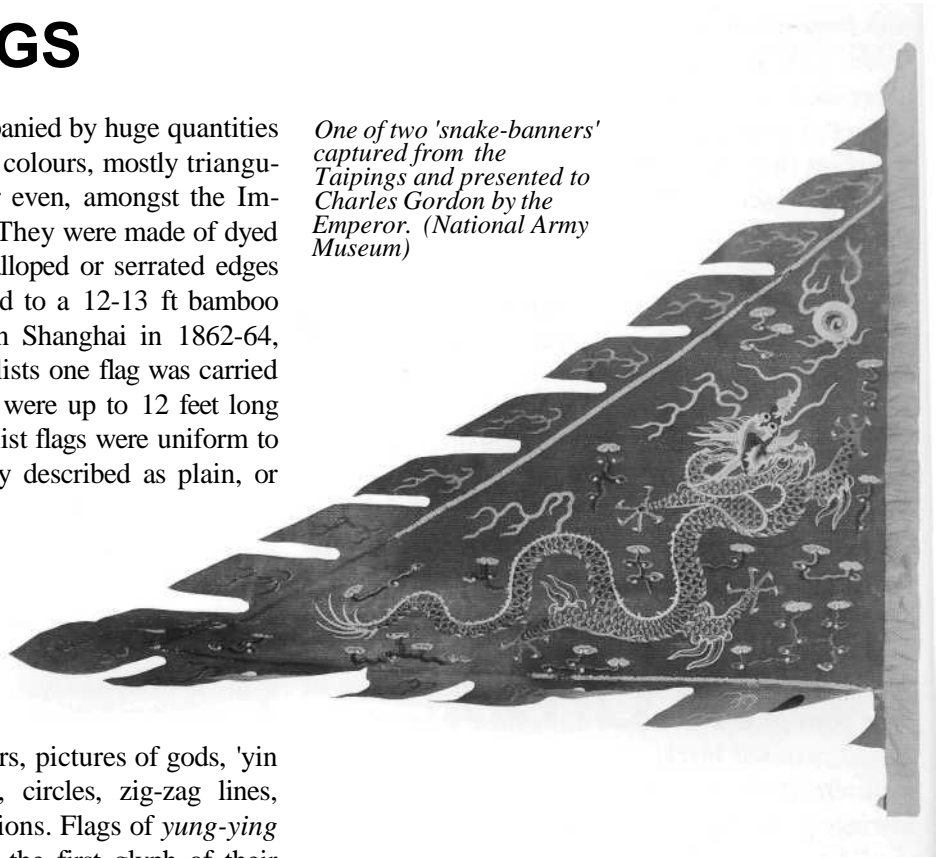 GS
panied by huge quantities
colours, mostly triangu-
r even, amongst the Im-
They were made of dyed
lloped or serrated edges
d to a 12-13 ft bamboo
n Shanghai in 1862-64,
lists one flag was carried
were up to 12 feet long
ist flags were uniform to
y described as plain, or
One of two 'snake-banners'
captured from the
Taipings and presented to
Charles Gordon by the
Emperor. (National Army
Museum)
rs, pictures of gods, 'yin
, circles, zig-zag lines,
ions. Flags of yung-ying
the first glyph of their